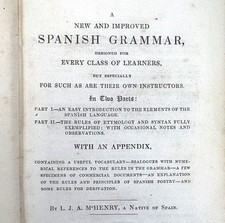 A
NEW AND IMPROVED
SPANISH GRAMMAR,
DESIGNED FOR
EVERY CLASS OF LEARNERS,
BUT ESPECIALLY
FOR SUCH AS ARE THEIR OWN INSTRUCTORS.
In Two Parts:
PART I.—AN EASY INTRODUCTION TO THE ELEMENTS OF THE
SPANISH LANGUAGE.
PART II.—THE RULES OF ETYMOLOGY AND SYNTAX FULLY
EXEMPLIFIED; WITH OCCASIONAL NOTES AND
OBSERVATIONS.
WITH AN APPENDIX,
CONTAINING A USEFUL VOCABULARY—DIALOGUES WITH NUME-
RICAL REFERENCES TO THE RULES IN THE GRAMMAR—A FEW
SPECIMENS OF COMMERCIAL DOCUMENTS—AN EXPLANATION
OF THE RULES AND PRINCIPLES OF SPANISH POETRY—AND
SOME RULES FOR DERIVATION.
BY L. J. A. McHENRY, A NATIVE OF SPAIN.